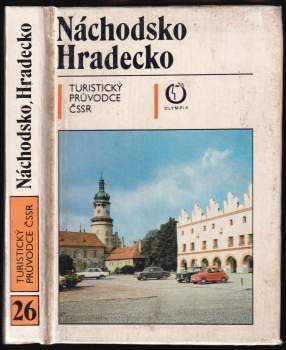 Náchodsko, Hradecko
TURISTICKÝ
PRŮVODCE ČSSR
26
Náchodsko
Hradecko
TURISTICKÝ
PRŮVODCE
ČSSR
OLYMPIA